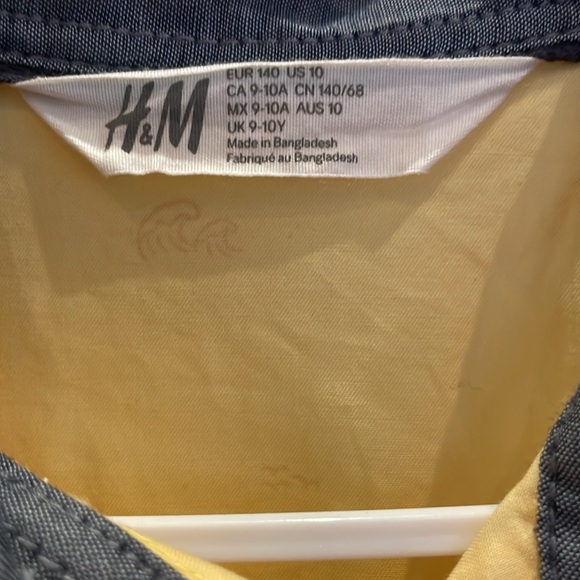 H&M
EUR 140 US 10
CA 9-10A CN 140/68
MX 9-10A AUS 10
UK 9-10Y
Made in Bangladesh
Fabriqué au Bangladesh